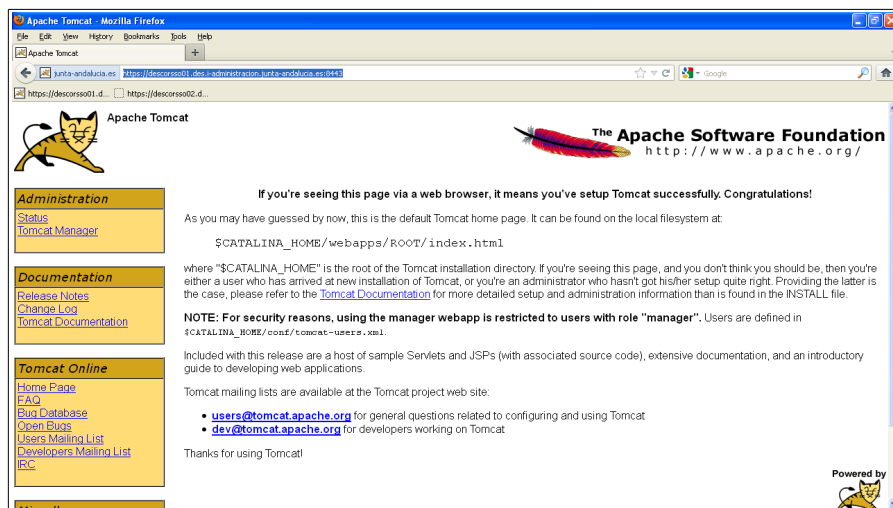 Apache Tomcat - Mozilla Firefox
File Edit View History Bookmarks Tools Help
Apache Tomcat
junta-andalucia.es https://descorsso01.des.i-administracion.junta-andalucia.es:8443
Google
https://descorsso01.d... https://descorsso02.d...
Apache Tomcat
The Apache Software Foundation
http://www.apache.org/
Administration
Status
Tomcat Manager
Documentation
Release Notes
Change Log
Tomcat Documentation
Tomcat Online
Home Page
FAQ
Bug Database
Open Bugs
Users Mailing List
Developers Mailing List
IRC
If you're seeing this page via a web browser, it means you've setup Tomcat successfully. Congratulations!
As you may have guessed by now, this is the default Tomcat home page. It can be found on the local filesystem at:
$CATALINA_HOME/webapps/ROOT/index.html
where "$CATALINA_HOME" is the root of the Tomcat installation directory. If you're seeing this page, and you don't think you should be, then you're
either a user who has arrived at new installation of Tomcat, or you're an administrator who hasn't got his/her setup quite right. Providing the latter is
the case, please refer to the Tomcat Documentation for more detailed setup and administration information than is found in the INSTALL file.
NOTE: For security reasons, using the manager webapp is restricted to users with role "manager". Users are defined in
$CATALINA_HOME/conf/tomcat-users.xml.
Included with this release are a host of sample Servlets and JSPs (with associated source code), extensive documentation, and an introductory
guide to developing web applications.
Tomcat mailing lists are available at the Tomcat project web site:
• users@tomcat.apache.org for general questions related to configuring and using Tomcat
• dev@tomcat.apache.org for developers working on Tomcat
Thanks for using Tomcat!
Powered by